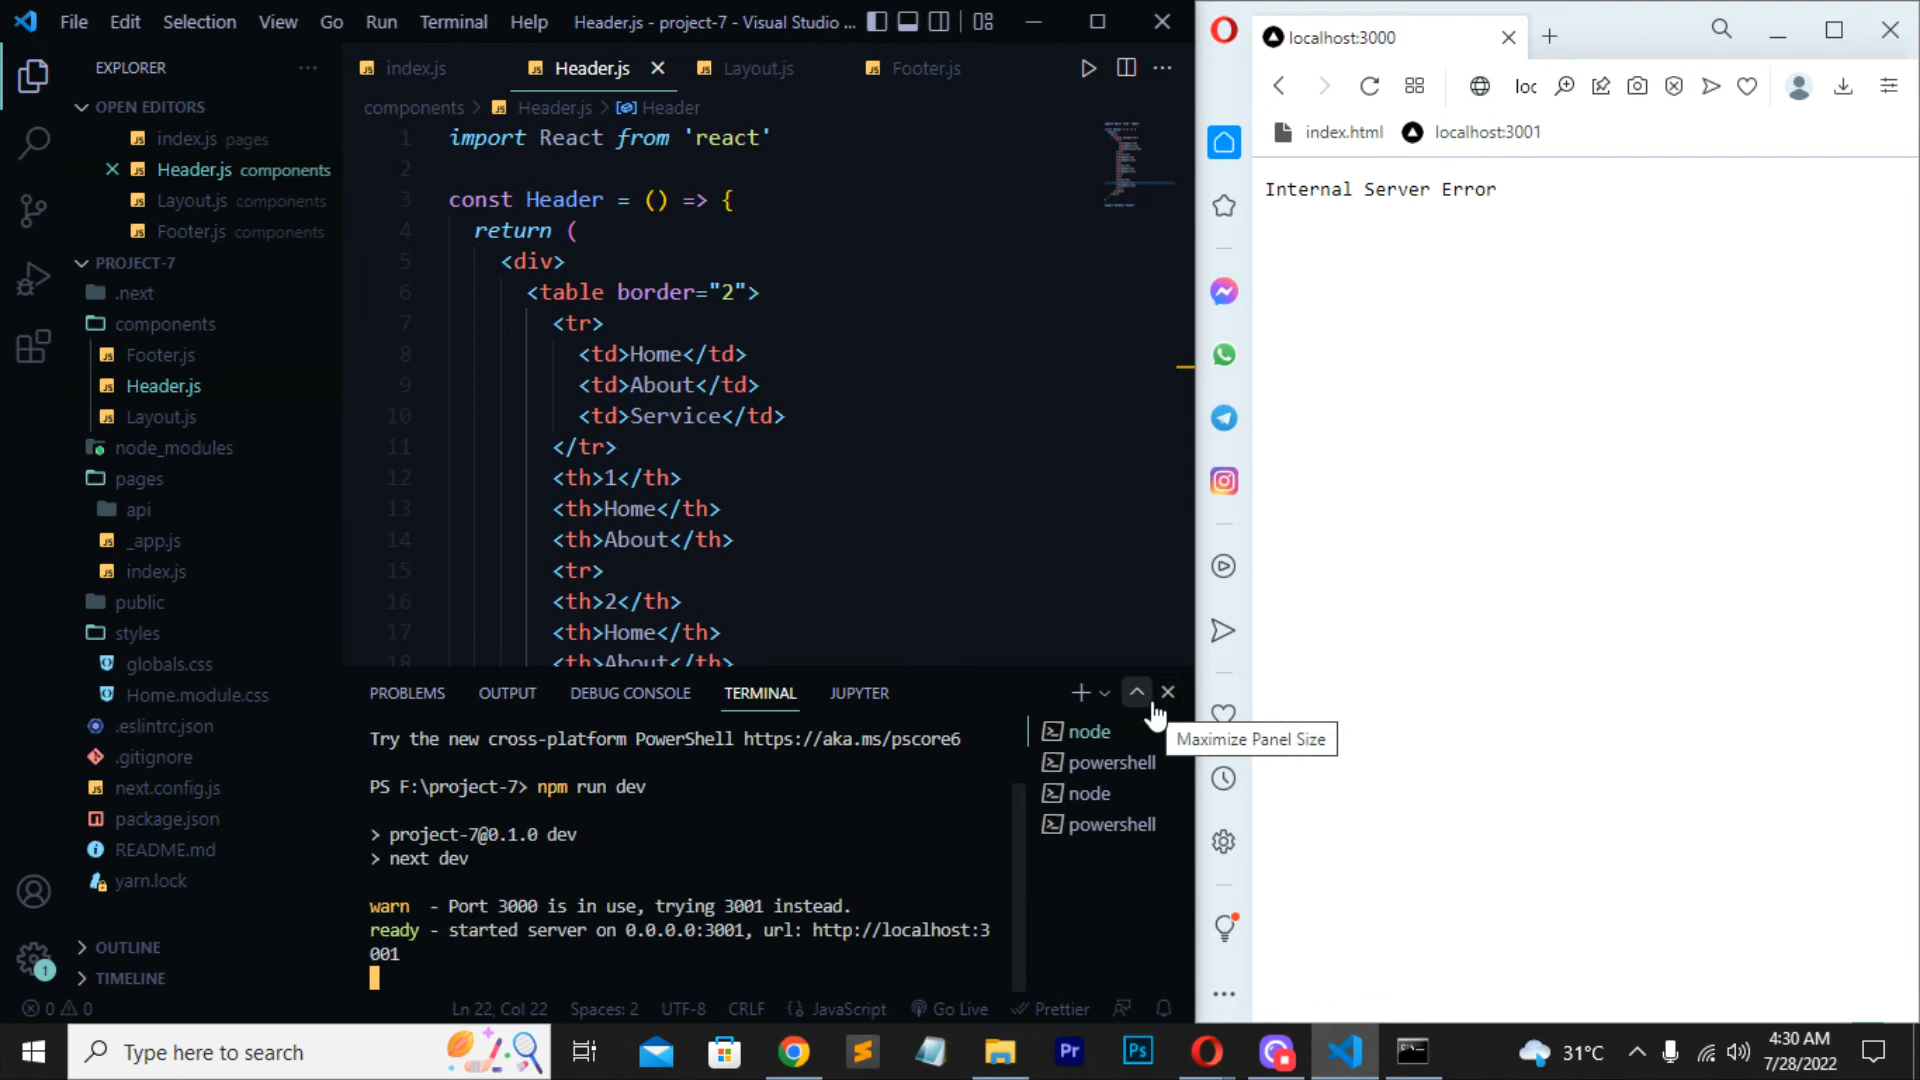 File Edit Selection View Go Run Terminal Help Header.js - project-7 - Visual Studio ...
EXPLORER
OPEN EDITORS
index.js pages
Header.js components
Layout.js components
Footer.js components
PROJECT-7
.next
components
Footer.js
Header.js
Layout.js
node_modules
pages
api
_app.js
index.js
public
styles
globals.css
Home.module.css
.eslintrc.json
.gitignore
next.config.js
package.json
README.md
yarn.lock
OUTLINE
TIMELINE
index.js Header.js Layout.js Footer.js
components > Header.js > Header
1 import React from 'react'
2
3 const Header = () => {
4 return (
5 <div>
6 <table border="2">
7 <tr>
8 <td>Home</td>
9 <td>About</td>
10 <td>Service</td>
11 </tr>
12 <th>1</th>
13 <th>Home</th>
14 <th>About</th>
15 <tr>
16 <th>2</th>
17 <th>Home</th>
18 <th>About</th>
PROBLEMS OUTPUT DEBUG CONSOLE TERMINAL JUPYTER
Try the new cross-platform PowerShell https://aka.ms/pscore6
PS F:\project-7> npm run dev
> project-7@0.1.0 dev
> next dev
warn - Port 3000 is in use, trying 3001 instead.
ready - started server on 0.0.0.0:3001, url: http://localhost:3
001
node
powershell
node
powershell
Maximize Panel Size
1
0 0 Ln 22, Col 22 Spaces: 2 UTF-8 CRLF JavaScript Go Live Prettier
localhost:3000
loc
index.html localhost:3001
Internal Server Error
Type here to search
Pr
Ps
31°C
4:30 AM
7/28/2022